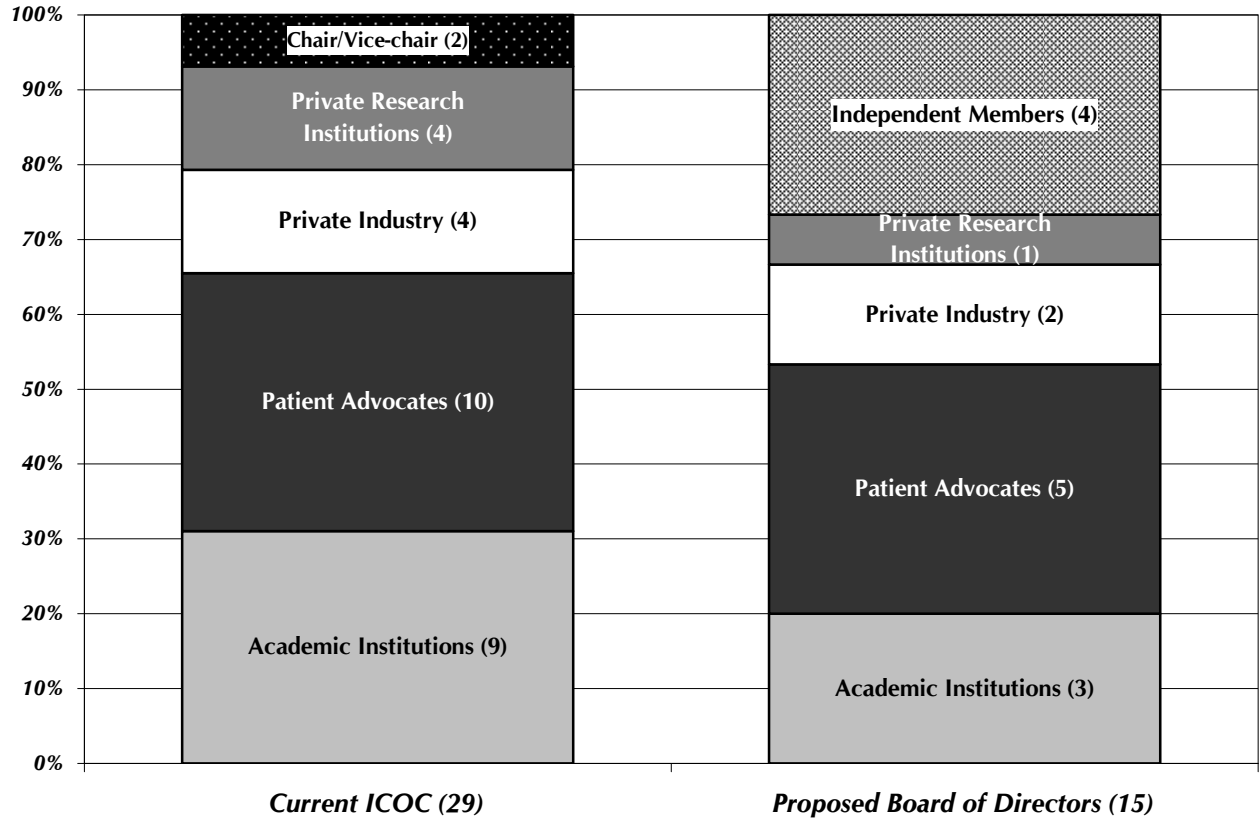 100%
90%
80%
70%
60%
50%
40%
30%
20%
10%
0%
Chair/Vice-chair (2)
Private Research
Institutions (4)
Private Industry (4)
Patient Advocates (10)
Academic Institutions (9)
Independent Members (4)
Private Research
Institutions (1)
Private Industry (2)
Patient Advocates (5)
Academic Institutions (3)
Current ICOC (29)
Proposed Board of Directors (15)